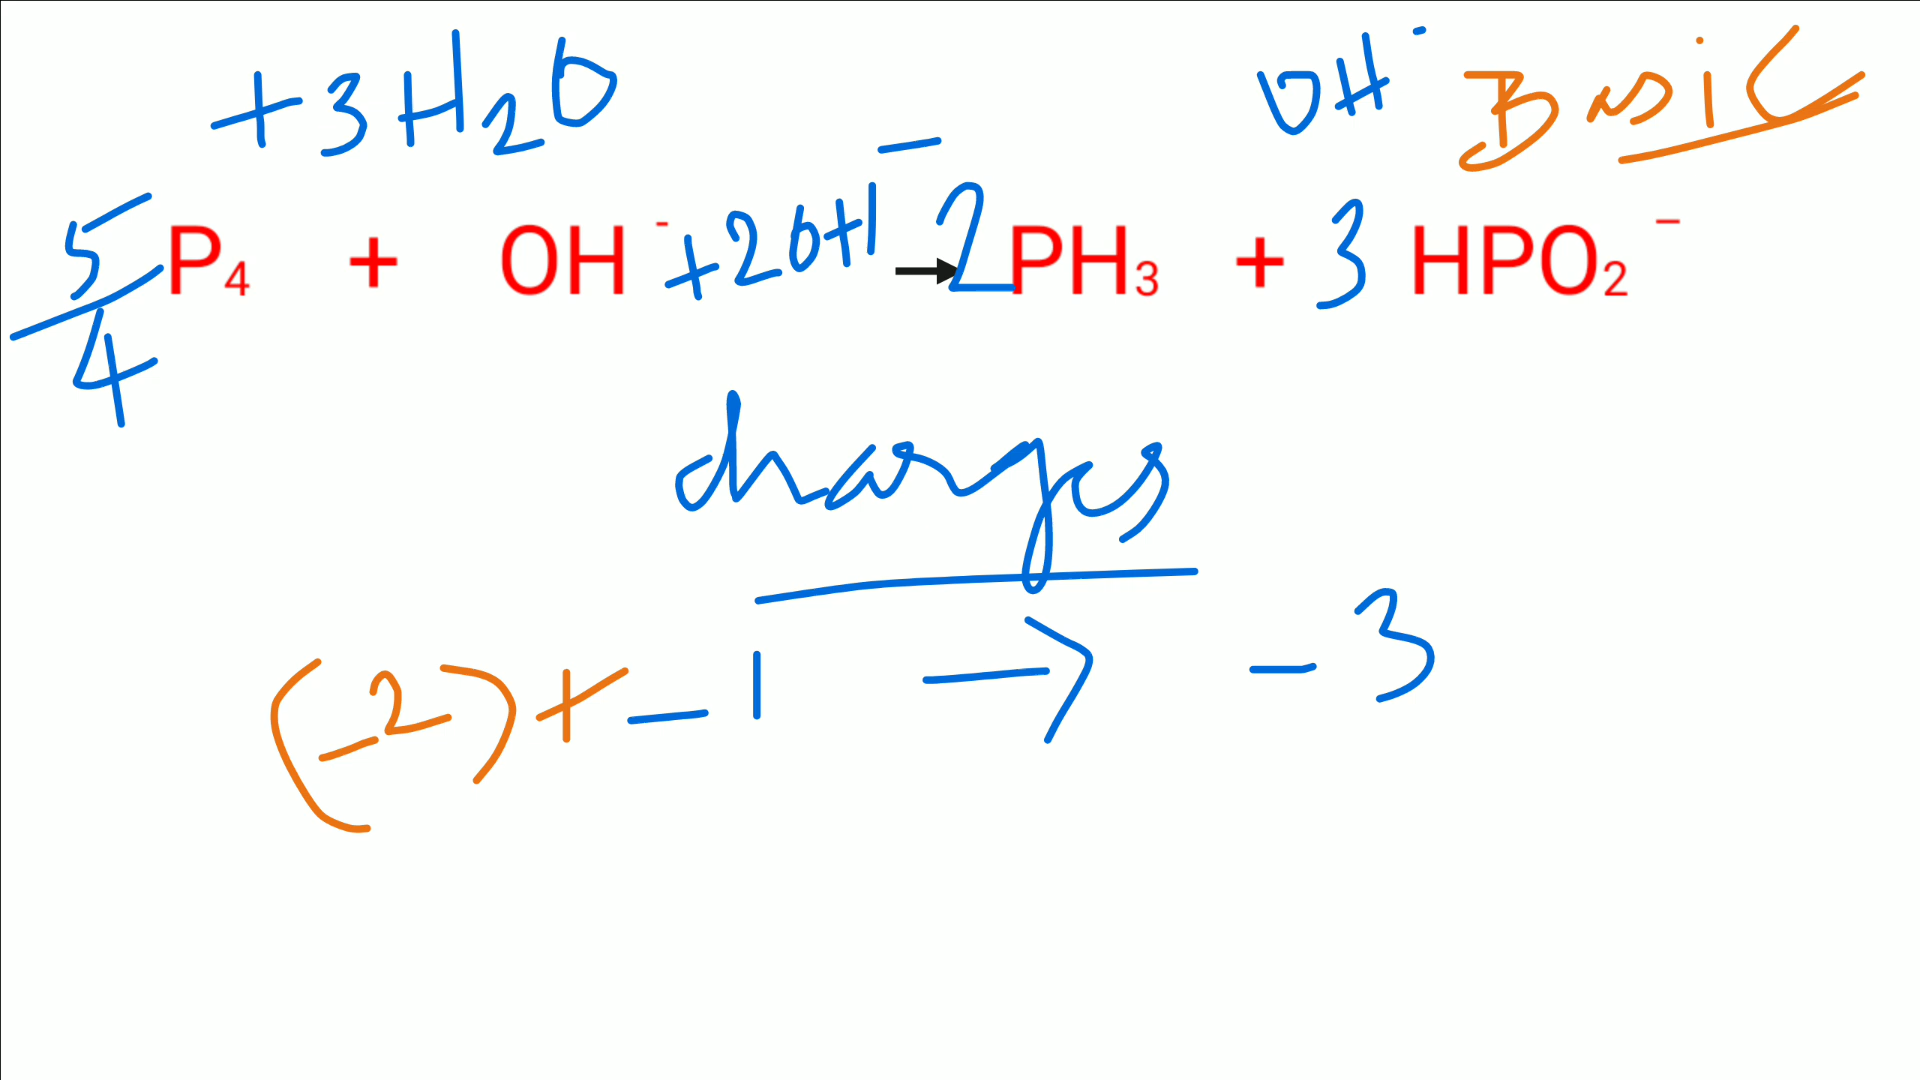 +3H₂O OH⁻ Basic
5/4 P₄ + OH⁻ +2OH⁻ → 2PH₃ + 3 HPO₂⁻
charges
(-2) + -1 → -3